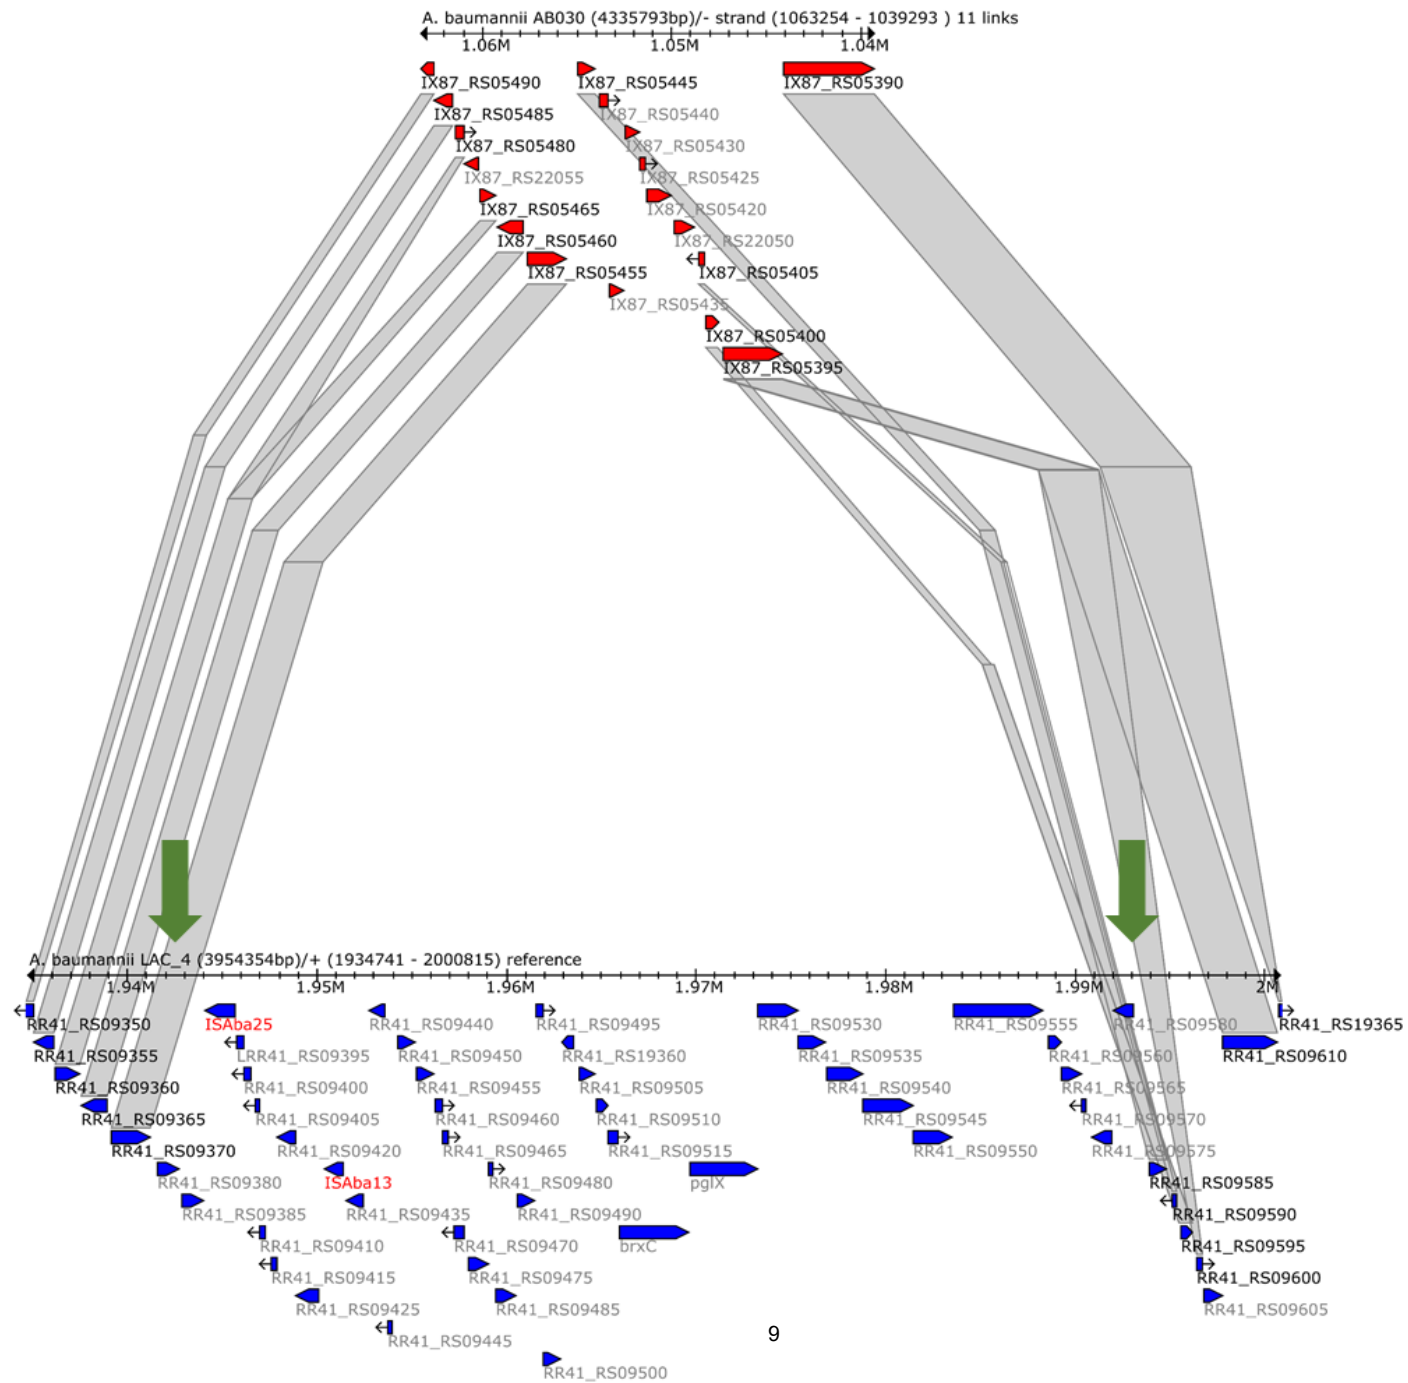 A. baumannii AB030 (4335793bp)/- strand (1063254 - 1039293 ) 11 links
1.06M 1.05M 1.04M
IX87_RS05490 IX87_RS05445 IX87_RS05390
IX87_RS05485 IX87_RS05440
IX87_RS05480 IX87_RS05430
IX87_RS22055 IX87_RS05425
IX87_RS05465 IX87_RS05420
IX87_RS05460 IX87_RS22050
IX87_RS05455 IX87_RS05405
IX87_RS05435
IX87_RS05400
IX87_RS05395
A. baumannii LAC_4 (3954354bp)/+ (1934741 - 2000815) reference
1.94M 1.95M 1.96M 1.97M 1.98M 1.99M 2M
RR41_RS09350 ISAba25 RR41_RS09440 RR41_RS09495 RR41_RS09530 RR41_RS09555 RR41_RS09580 RR41_RS19365
RR41_RS09355 LRR41_RS09395 RR41_RS09450 RR41_RS19360 RR41_RS09535 RR41_RS09560 RR41_RS09610
RR41_RS09360 RR41_RS09400 RR41_RS09455 RR41_RS09505 RR41_RS09540 RR41_RS09565
RR41_RS09365 RR41_RS09405 RR41_RS09460 RR41_RS09510 RR41_RS09545 RR41_RS09570
RR41_RS09370 RR41_RS09420 RR41_RS09465 RR41_RS09515 RR41_RS09550 RR41_RS09575
RR41_RS09380 ISAba13 RR41_RS09480 pglX RR41_RS09585
RR41_RS09385 RR41_RS09435 RR41_RS09490 RR41_RS09590
RR41_RS09410 RR41_RS09470 brxC RR41_RS09595
RR41_RS09415 RR41_RS09475 RR41_RS09600
RR41_RS09425 RR41_RS09485 RR41_RS09605
RR41_RS09445 9
RR41_RS09500